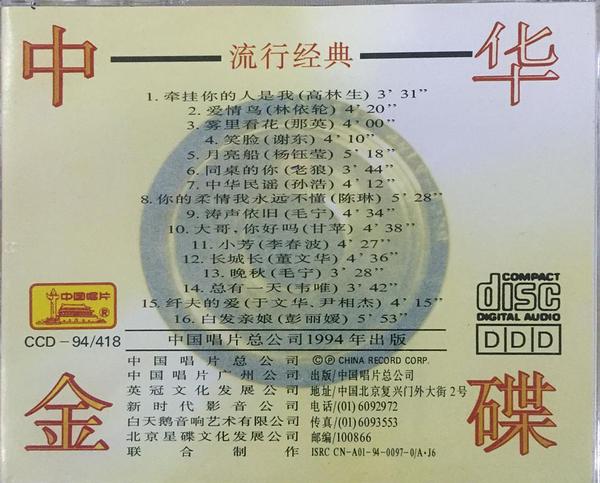 中 流行经典 华
1. 牵挂你的人是我(高林生) 3’ 31”
2. 爱情鸟(林依轮) 4’ 20”
3. 雾里看花(那英) 4’ 00”
4. 笑脸(谢东) 4’ 10”
5. 月亮船(杨钰莹) 5’ 18”
6. 同桌的你(老狼) 3’ 44”
7. 中华民谣(孙浩) 4’ 12”
8. 你的柔情我永远不懂(陈琳) 5’ 28”
9. 涛声依旧(毛宁) 4’ 34”
10. 大哥,你好吗(甘苹) 4’ 38”
11. 小芳(李春波) 4’ 27”
12. 长城长(董文华) 4’ 36”
13. 晚秋(毛宁) 3’ 28”
14. 总有一天(韦唯) 3’ 42”
15. 纤夫的爱(于文华、尹相杰) 4’ 15”
16. 白发亲娘(彭丽媛) 3’ 53”
中国唱片 ®
CCD-94/418
COMPACT
disc
DIGITAL AUDIO
DDD
中国唱片总公司1994年出版
中国唱片总公司 ©℗ CHINA RECORD CORP.
中国唱片广州公司 出版/中国唱片总公司
英冠文化发展公司 地址/中国北京复兴门外大街2号
新时代影音公司 电话/(01) 6092972
白天鹅音响艺术有限公司 传真/(01) 6093553
北京星碟文化发展公司 邮编/100866
联合制作 ISRC CN-A01-94-0097-0/A·J6
金 碟